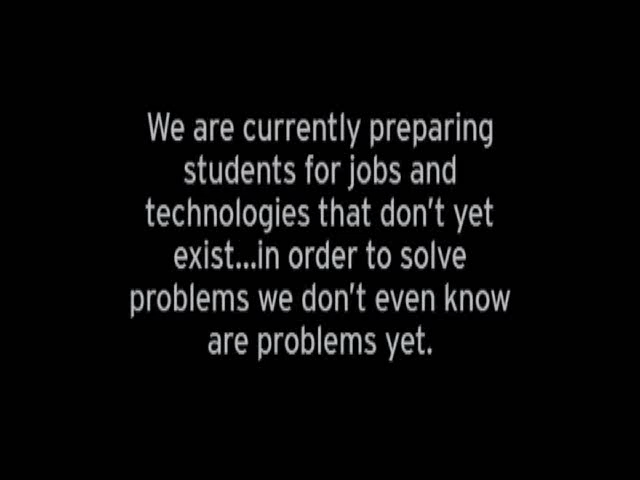 We are currently preparing
students for jobs and
technologies that don't yet
exist...in order to solve
problems we don't even know
are problems yet.